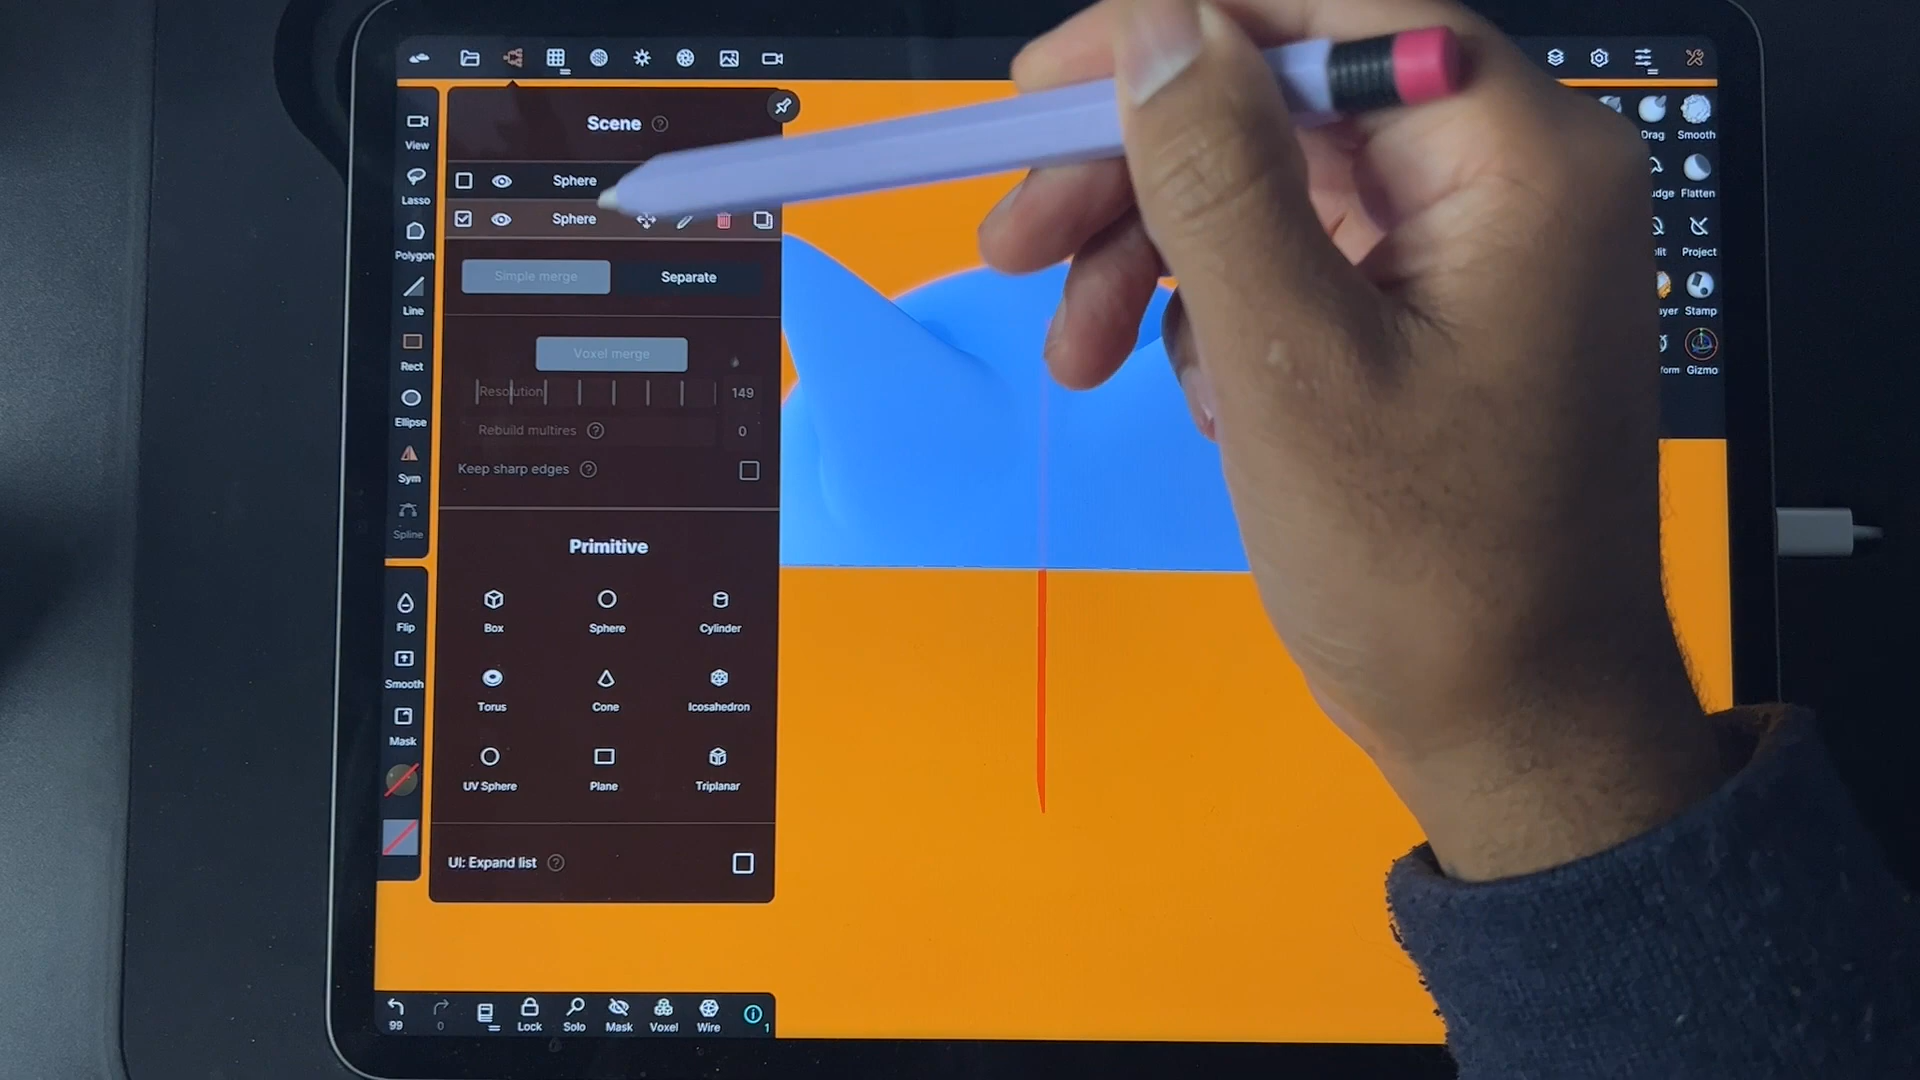 Scene
View
Lasso
Polygon
Line
Rect
Ellipse
Sym
Spline
Flip
Smooth
Mask
Sphere
Sphere
Simple merge Separate
Voxel merge
Resolution 149
Rebuild multires ? 0
Keep sharp edges ?
Primitive
Box Sphere Cylinder
Torus Cone Icosahedron
UV Sphere Plane Triplanar
UI: Expand list ?
99 0 Lock Solo Mask Voxel Wire 1
Drag Smooth
Flatten
Project
Stamp
Gizmo